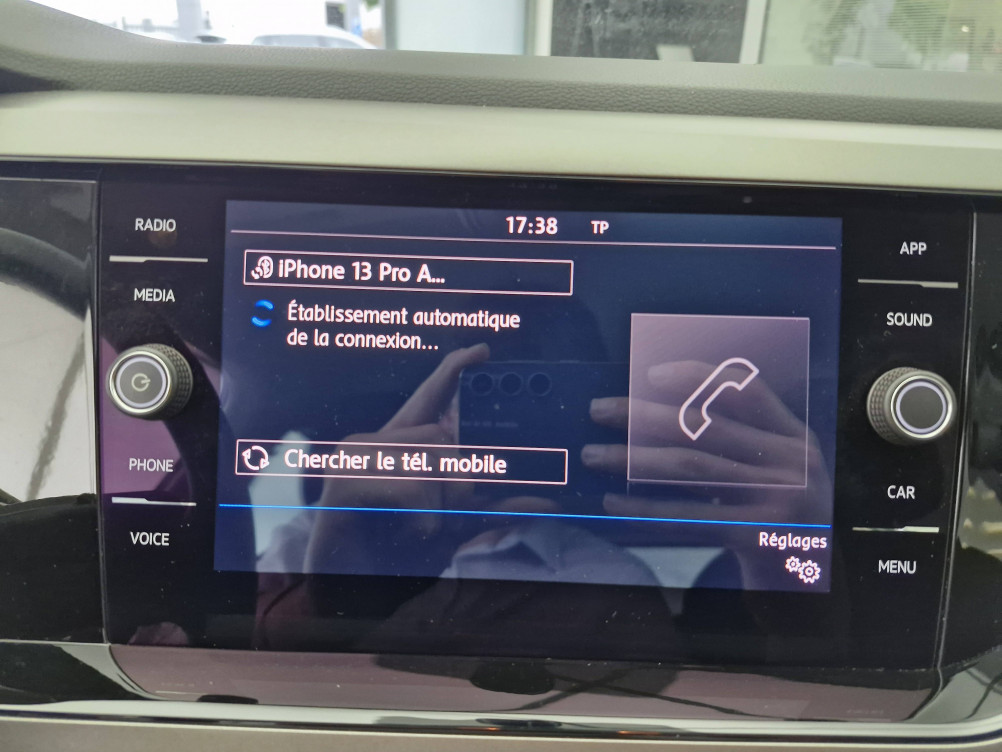 17:38 TP
RADIO
MEDIA
PHONE
VOICE
iPhone 13 Pro A...
Établissement automatique
de la connexion...
Chercher le tél. mobile
Réglages
APP
SOUND
CAR
MENU